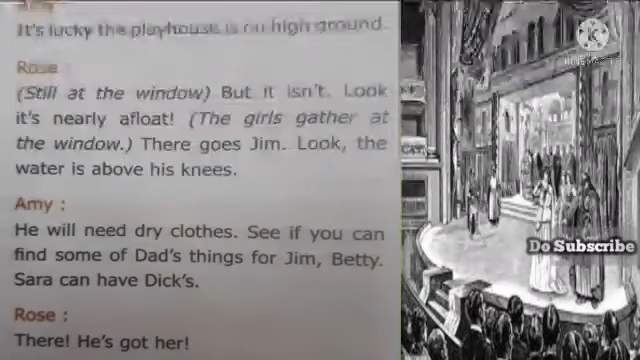 It's lucky the playhouse is on high ground.
Rose
(Still at the window) But it isn't. Look
it's nearly afloat! (The girls gather at
the window.) There goes Jim. Look, the
water is above his knees.
Amy :
He will need dry clothes. See if you can
find some of Dad's things for Jim, Betty.
Sara can have Dick's.
Rose :
There! He's got her!
KINEMASTER
Do Subscribe